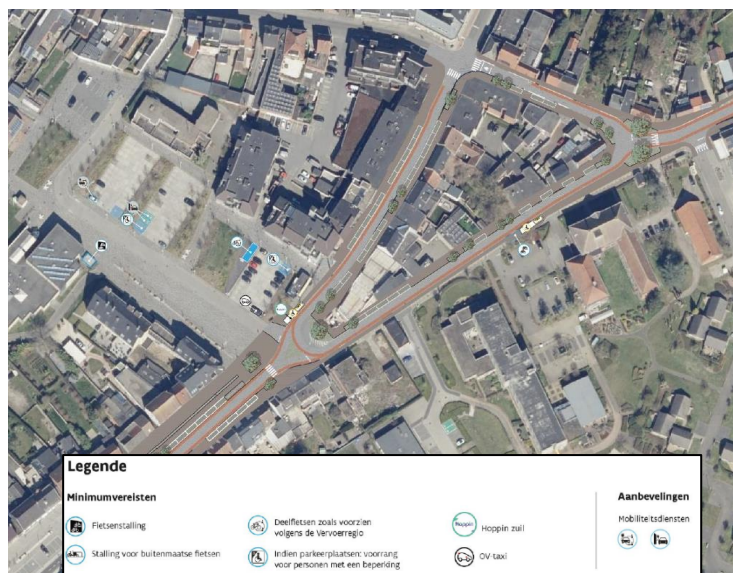 Legende
Minimumvereisten
Aanbevelingen
Fietsenstalling
Deelfietsen zoals voorzien
volgens de Vervoerregio
Hoppin
Hoppin zuil
Mobiliteitsdiensten
Stalling voor buitenmaatse fietsen
Indien parkeerplaatsen: voorrang
voor personen met een beperking
OV-taxi